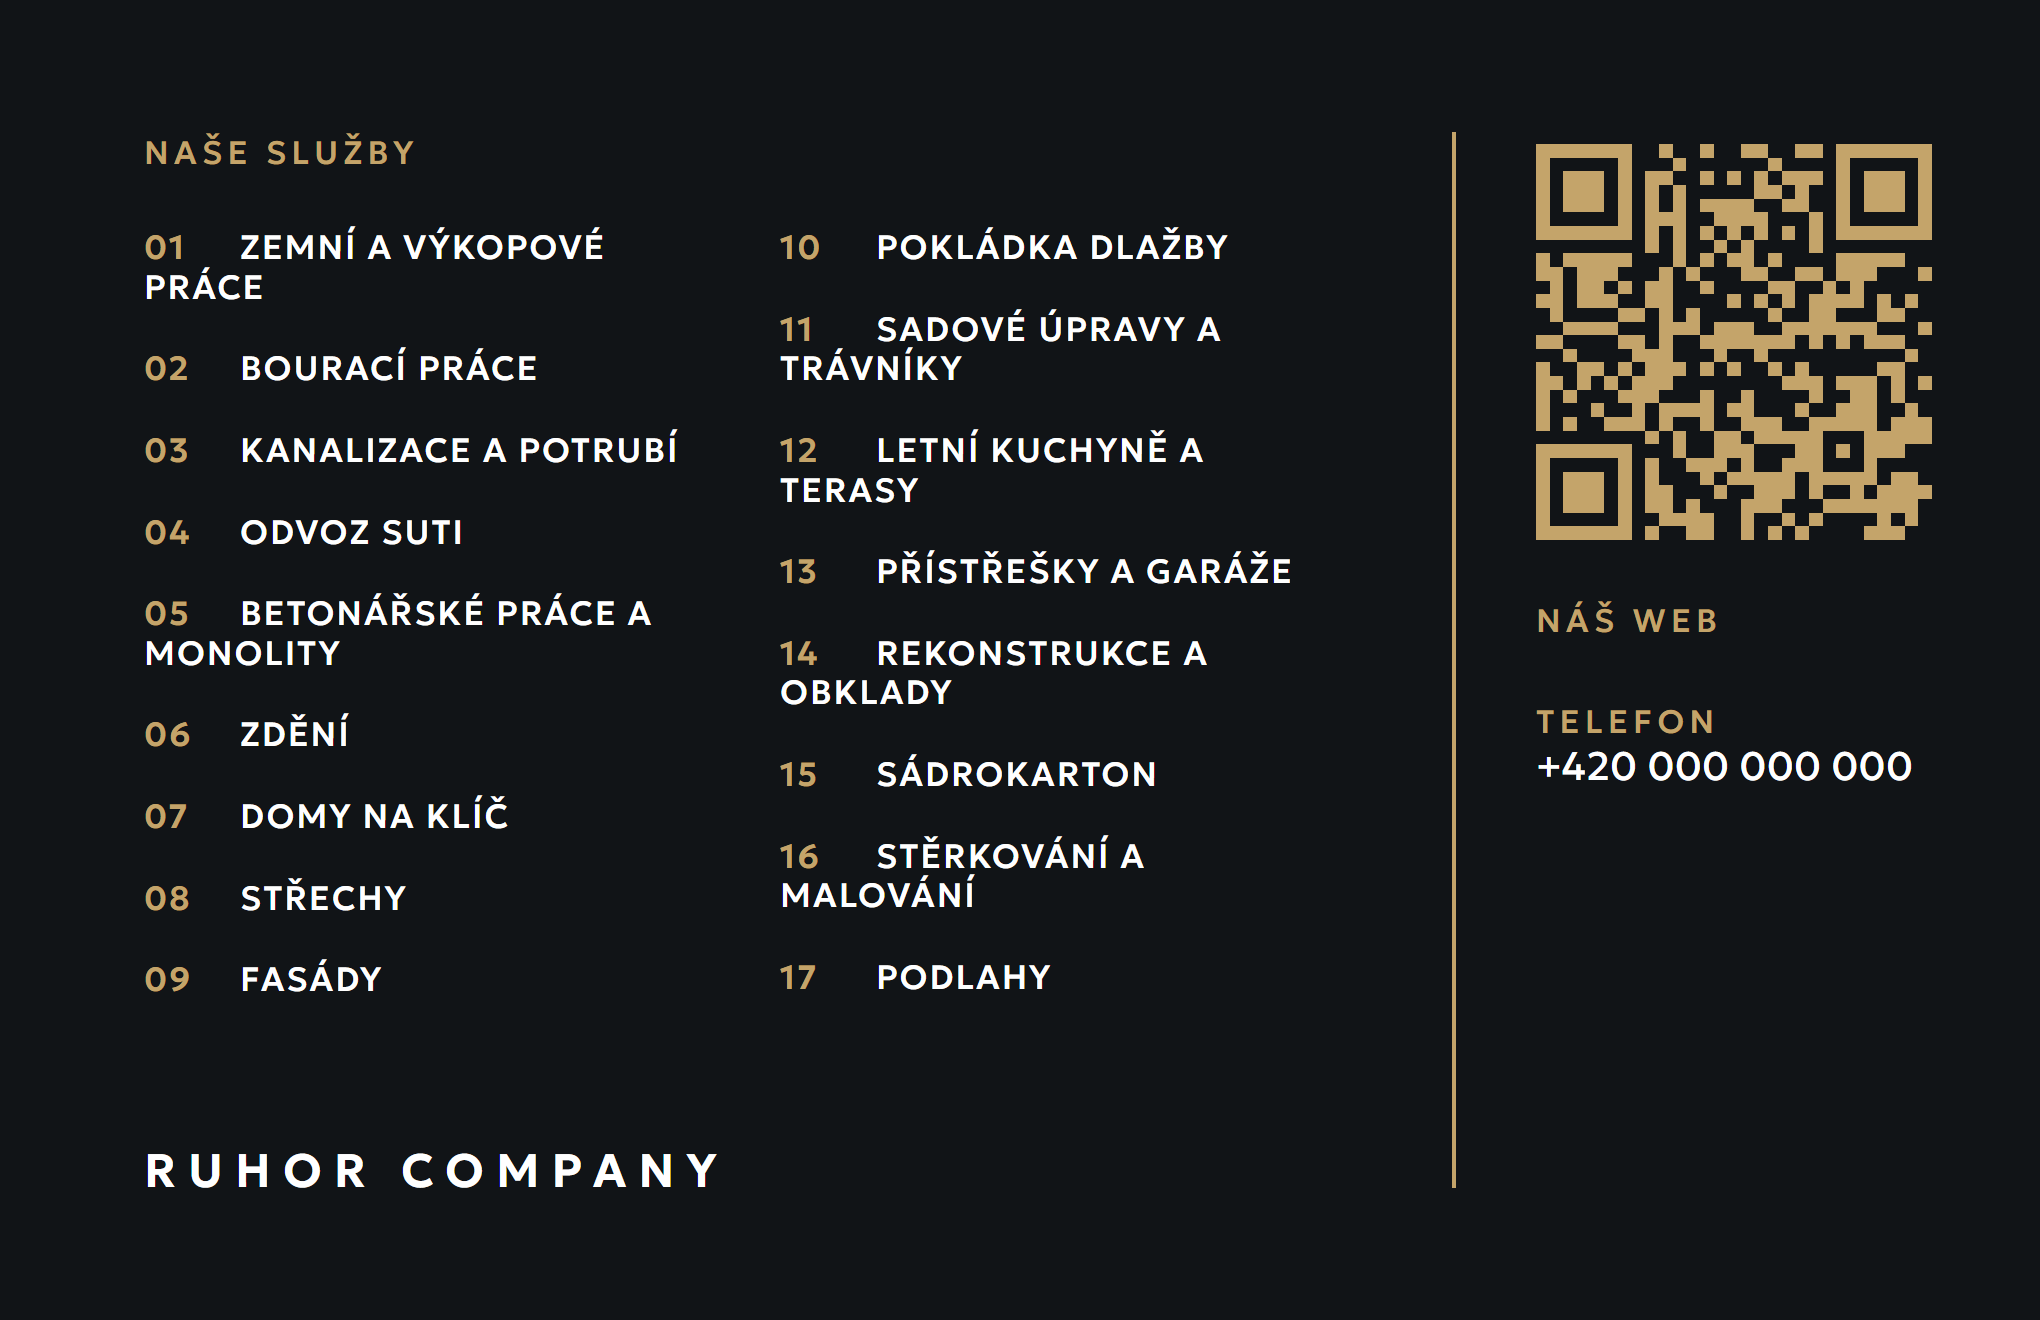 NAŠE SLUŽBY
01 ZEMNÍ A VÝKOPOVÉ
PRÁCE
02 BOURACÍ PRÁCE
03 KANALIZACE A POTRUBÍ
04 ODVOZ SUTI
05 BETONÁŘSKÉ PRÁCE A
MONOLITY
06 ZDĚNÍ
07 DOMY NA KLÍČ
08 STŘECHY
09 FASÁDY
10 POKLÁDKA DLAŽBY
11 SADOVÉ ÚPRAVY A
TRÁVNÍKY
12 LETNÍ KUCHYNĚ A
TERASY
13 PŘÍSTŘEŠKY A GARÁŽE
14 REKONSTRUKCE A
OBKLADY
15 SÁDROKARTON
16 STĚRKOVÁNÍ A
MALOVÁNÍ
17 PODLAHY
RUHOR COMPANY
NÁŠ WEB
TELEFON
+420 000 000 000